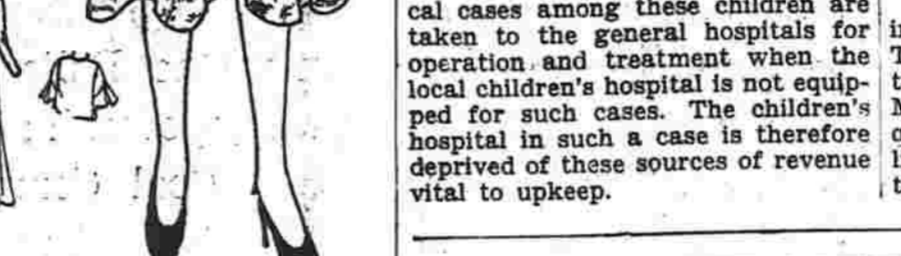 cal cases among these children are
taken to the general hospitals for
operation and treatment when the
local children's hospital is not equip-
ped for such cases. The children's
hospital in such a case is therefore
deprived of these sources of revenue
vital to upkeep.